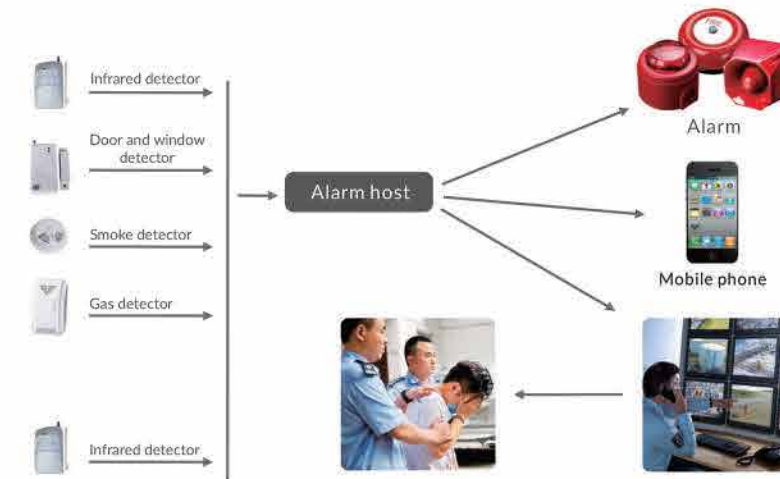 Infrared detector
Door and window
detector
Smoke detector
Gas detector
Infrared detector
Alarm host
Alarm
Mobile phone